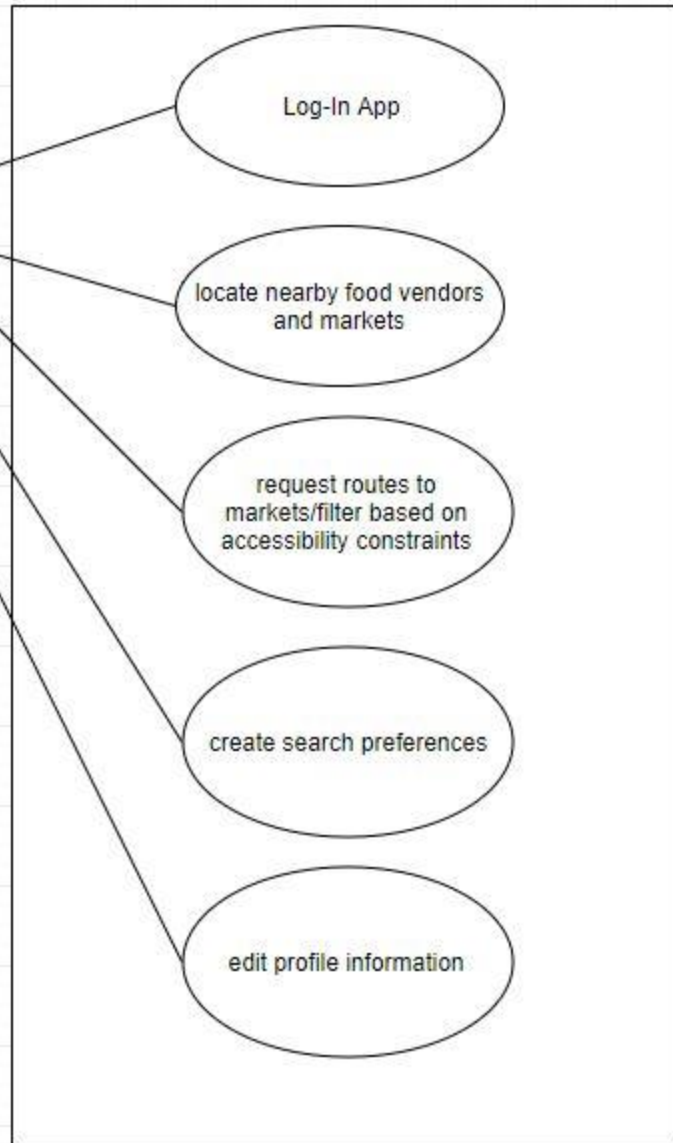 Log-In App
locate nearby food vendors
and markets
request routes to
markets/filter based on
accessibility constraints
create search preferences
edit profile information